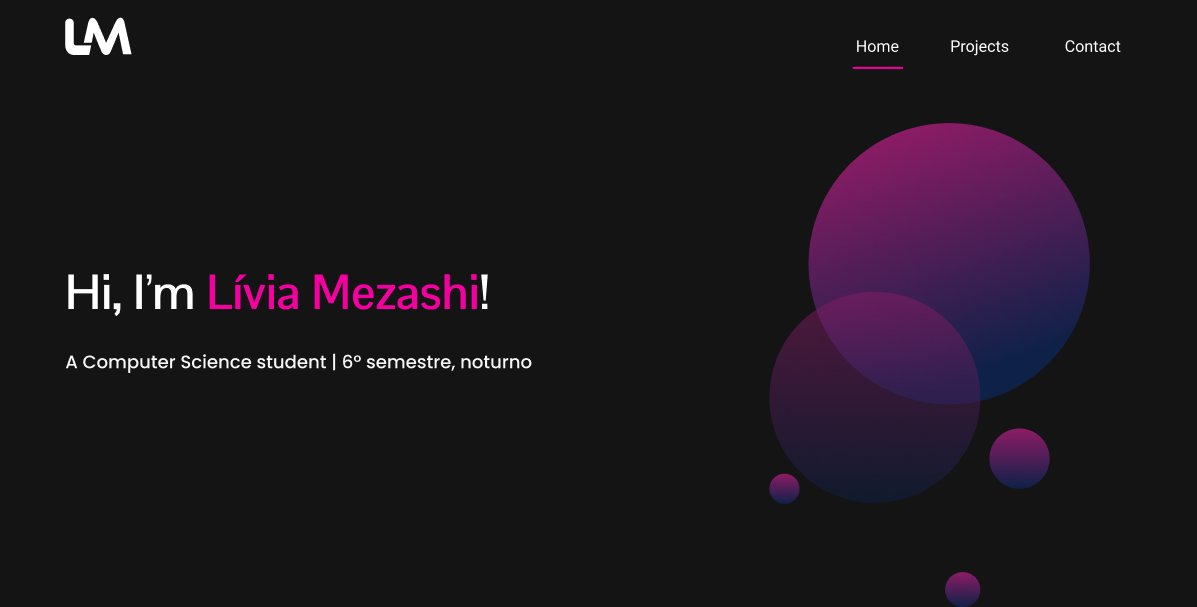 LM
Home Projects Contact
Hi, I’m Lívia Mezashi!
A Computer Science student | 6º semestre, noturno